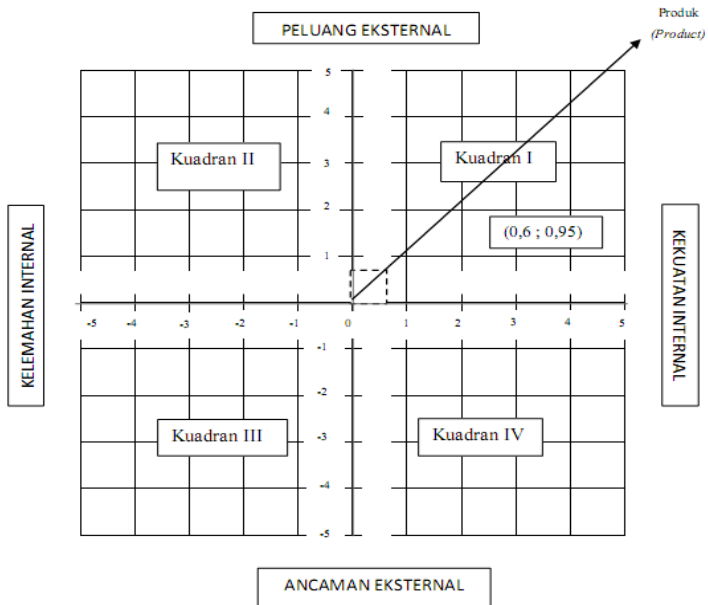 Produk
(Product)
PELUANG EKSTERNAL
5
4
Kuadran II
3
Kuadran I
2
(0,6 ; 0,95)
1
KELEMAHAN INTERNAL
KEKUATAN INTERNAL
-5 -4 -3 -2 -1 0 1 2 3 4 5
-1
-2
Kuadran III
-3
Kuadran IV
-4
-5
ANCAMAN EKSTERNAL